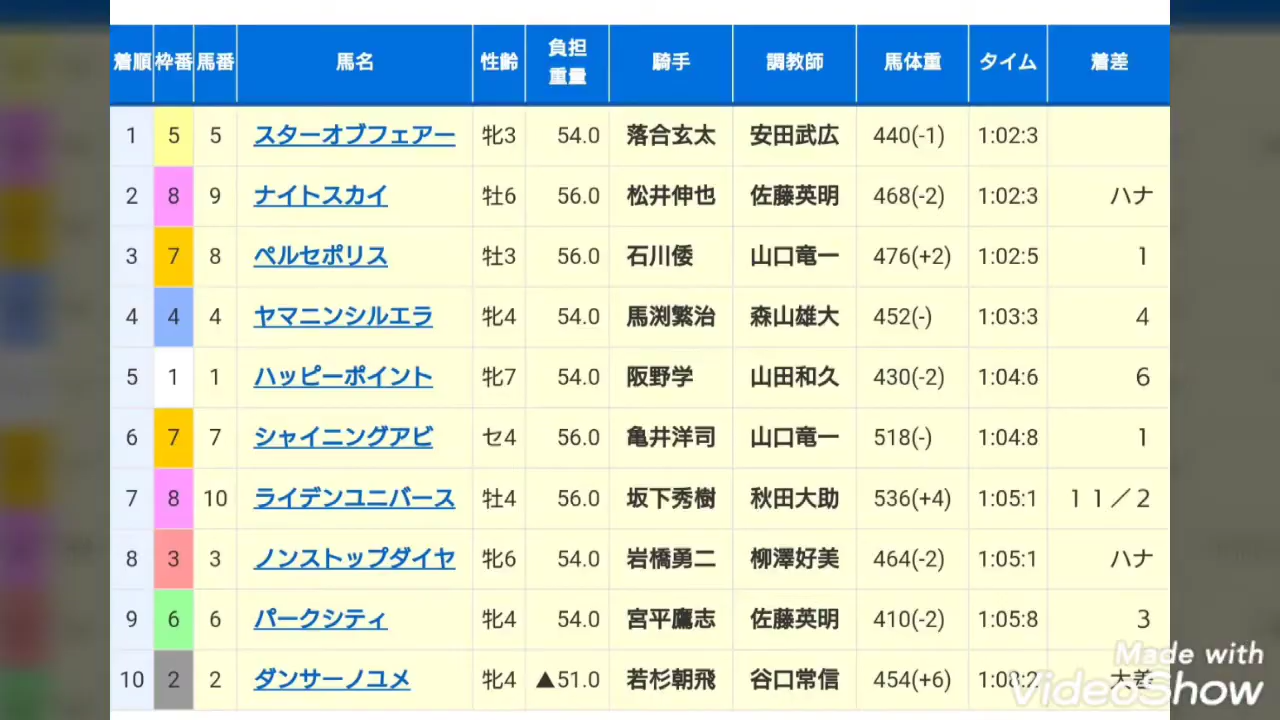 着順 枠番 馬番 馬名 性齢 負担重量 騎手 調教師 馬体重 タイム 着差
1 5 5 スターオブフェアー 牝3 54.0 落合玄太 安田武広 440(-1) 1:02:3
2 8 9 ナイトスカイ 牡6 56.0 松井伸也 佐藤英明 468(-2) 1:02:3 ハナ
3 7 8 ペルセポリス 牡3 56.0 石川倭 山口竜一 476(+2) 1:02:5 1
4 4 4 ヤマニンシルエラ 牝4 54.0 馬渕繁治 森山雄大 452(-) 1:03:3 4
5 1 1 ハッピーポイント 牝7 54.0 阪野学 山田和久 430(-2) 1:04:6 6
6 7 7 シャイニングアビ セ4 56.0 亀井洋司 山口竜一 518(-) 1:04:8 1
7 8 10 ライデンユニバース 牡4 56.0 坂下秀樹 秋田大助 536(+4) 1:05:1 11／2
8 3 3 ノンストップダイヤ 牝6 54.0 岩橋勇二 柳澤好美 464(-2) 1:05:1 ハナ
9 6 6 パークシティ 牝4 54.0 宮平鷹志 佐藤英明 410(-2) 1:05:8 3
10 2 2 ダンサーノユメ 牝4 ▲51.0 若杉朝飛 谷口常信 454(+6) 1:08:2 大差
Made with
VideoShow